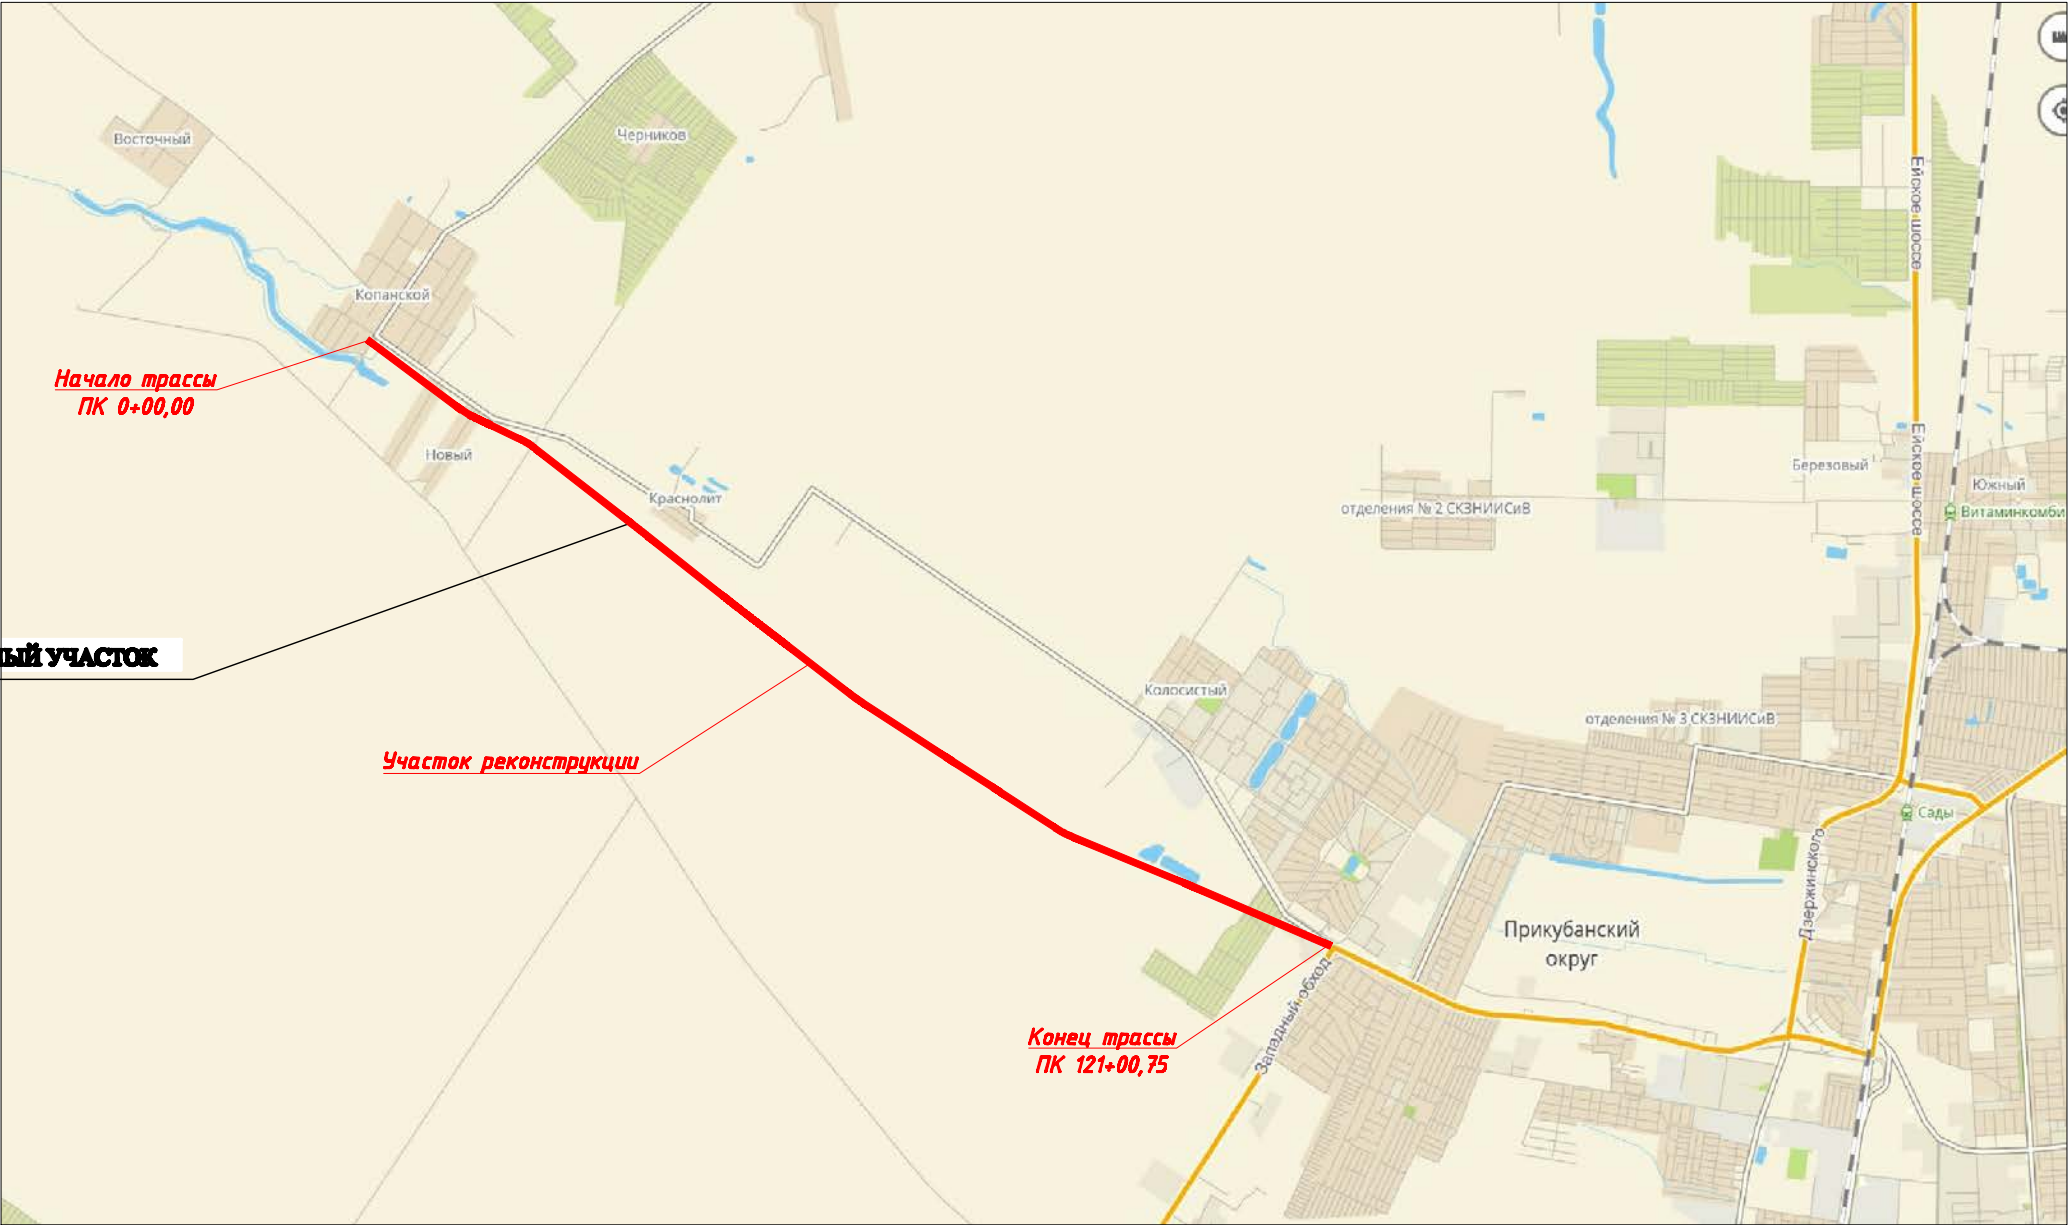 Восточный
Черников
Ейское шоссе
Копанской
Начало трассы
ПК 0+00,00
Новый
Краснолит
отделения № 2 СКЗНИИСиВ
Березовый
Ейское шоссе
Южный
Витаминкомби
ЫЙ УЧАСТОК
Колосистый
отделения № 3 СКЗНИИСиВ
Участок реконструкции
Сады
Дзержинского
Прикубанский
округ
Западный обход
Конец трассы
ПК 121+00,75